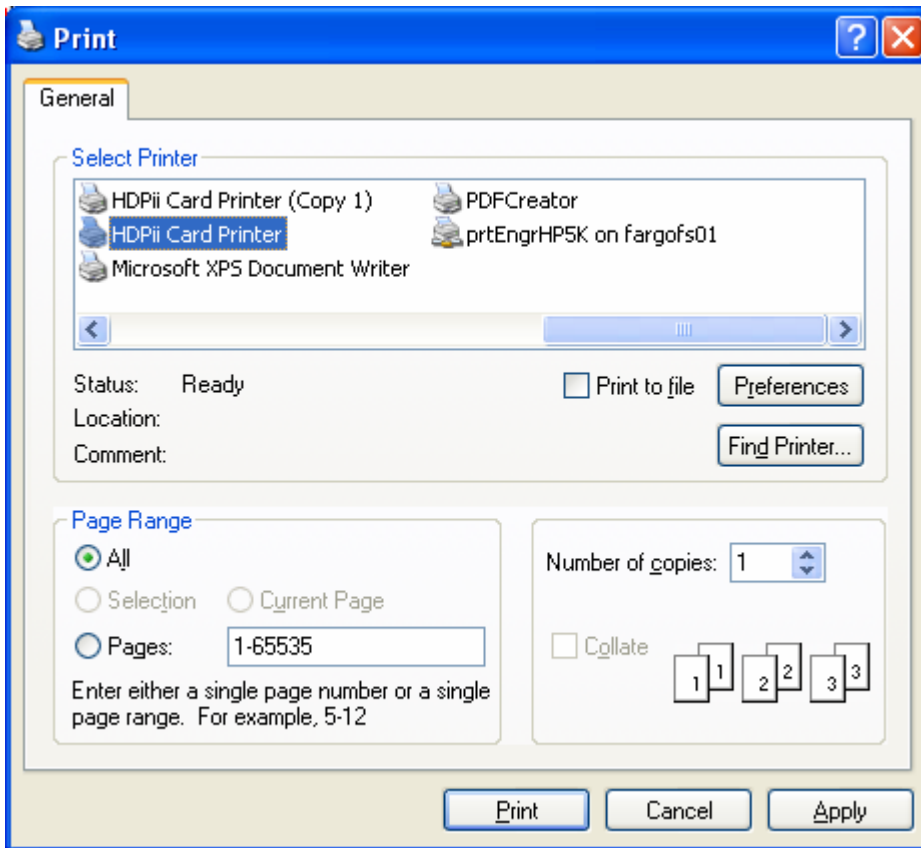 Print
General
Select Printer
HDPii Card Printer (Copy 1)
HDPii Card Printer
Microsoft XPS Document Writer
PDFCreator
prtEngrHP5K on fargofs01
Status: Ready
Location:
Comment:
Print to file
Preferences
Find Printer...
Page Range
All
Selection
Current Page
Pages: 1-65535
Enter either a single page number or a single
page range. For example, 5-12
Number of copies: 1
Collate
1 1 2 2 3 3
Print
Cancel
Apply